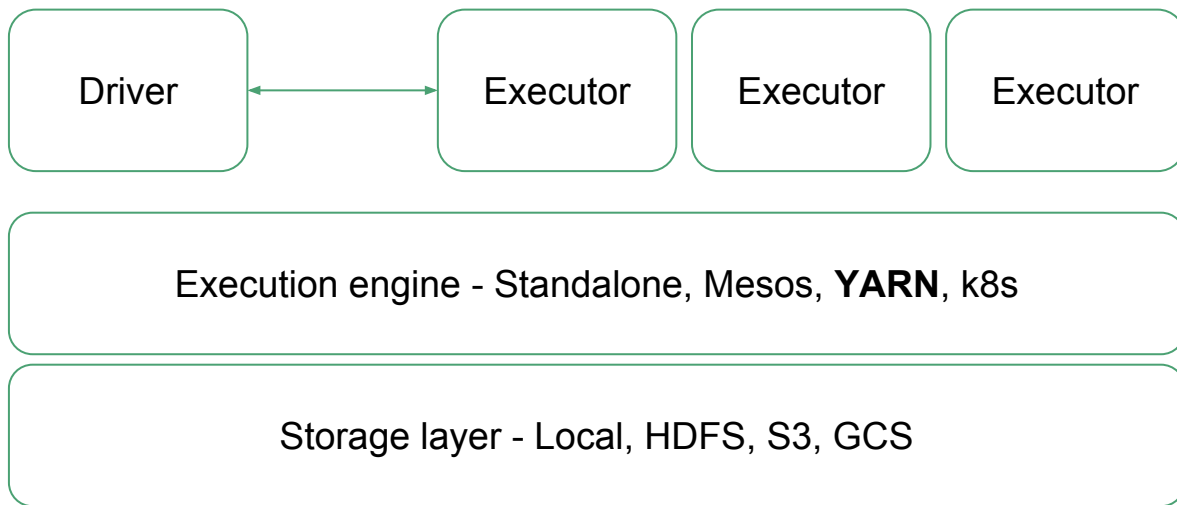 Driver
Executor
Executor
Executor
Execution engine - Standalone, Mesos, YARN, k8s
Storage layer - Local, HDFS, S3, GCS